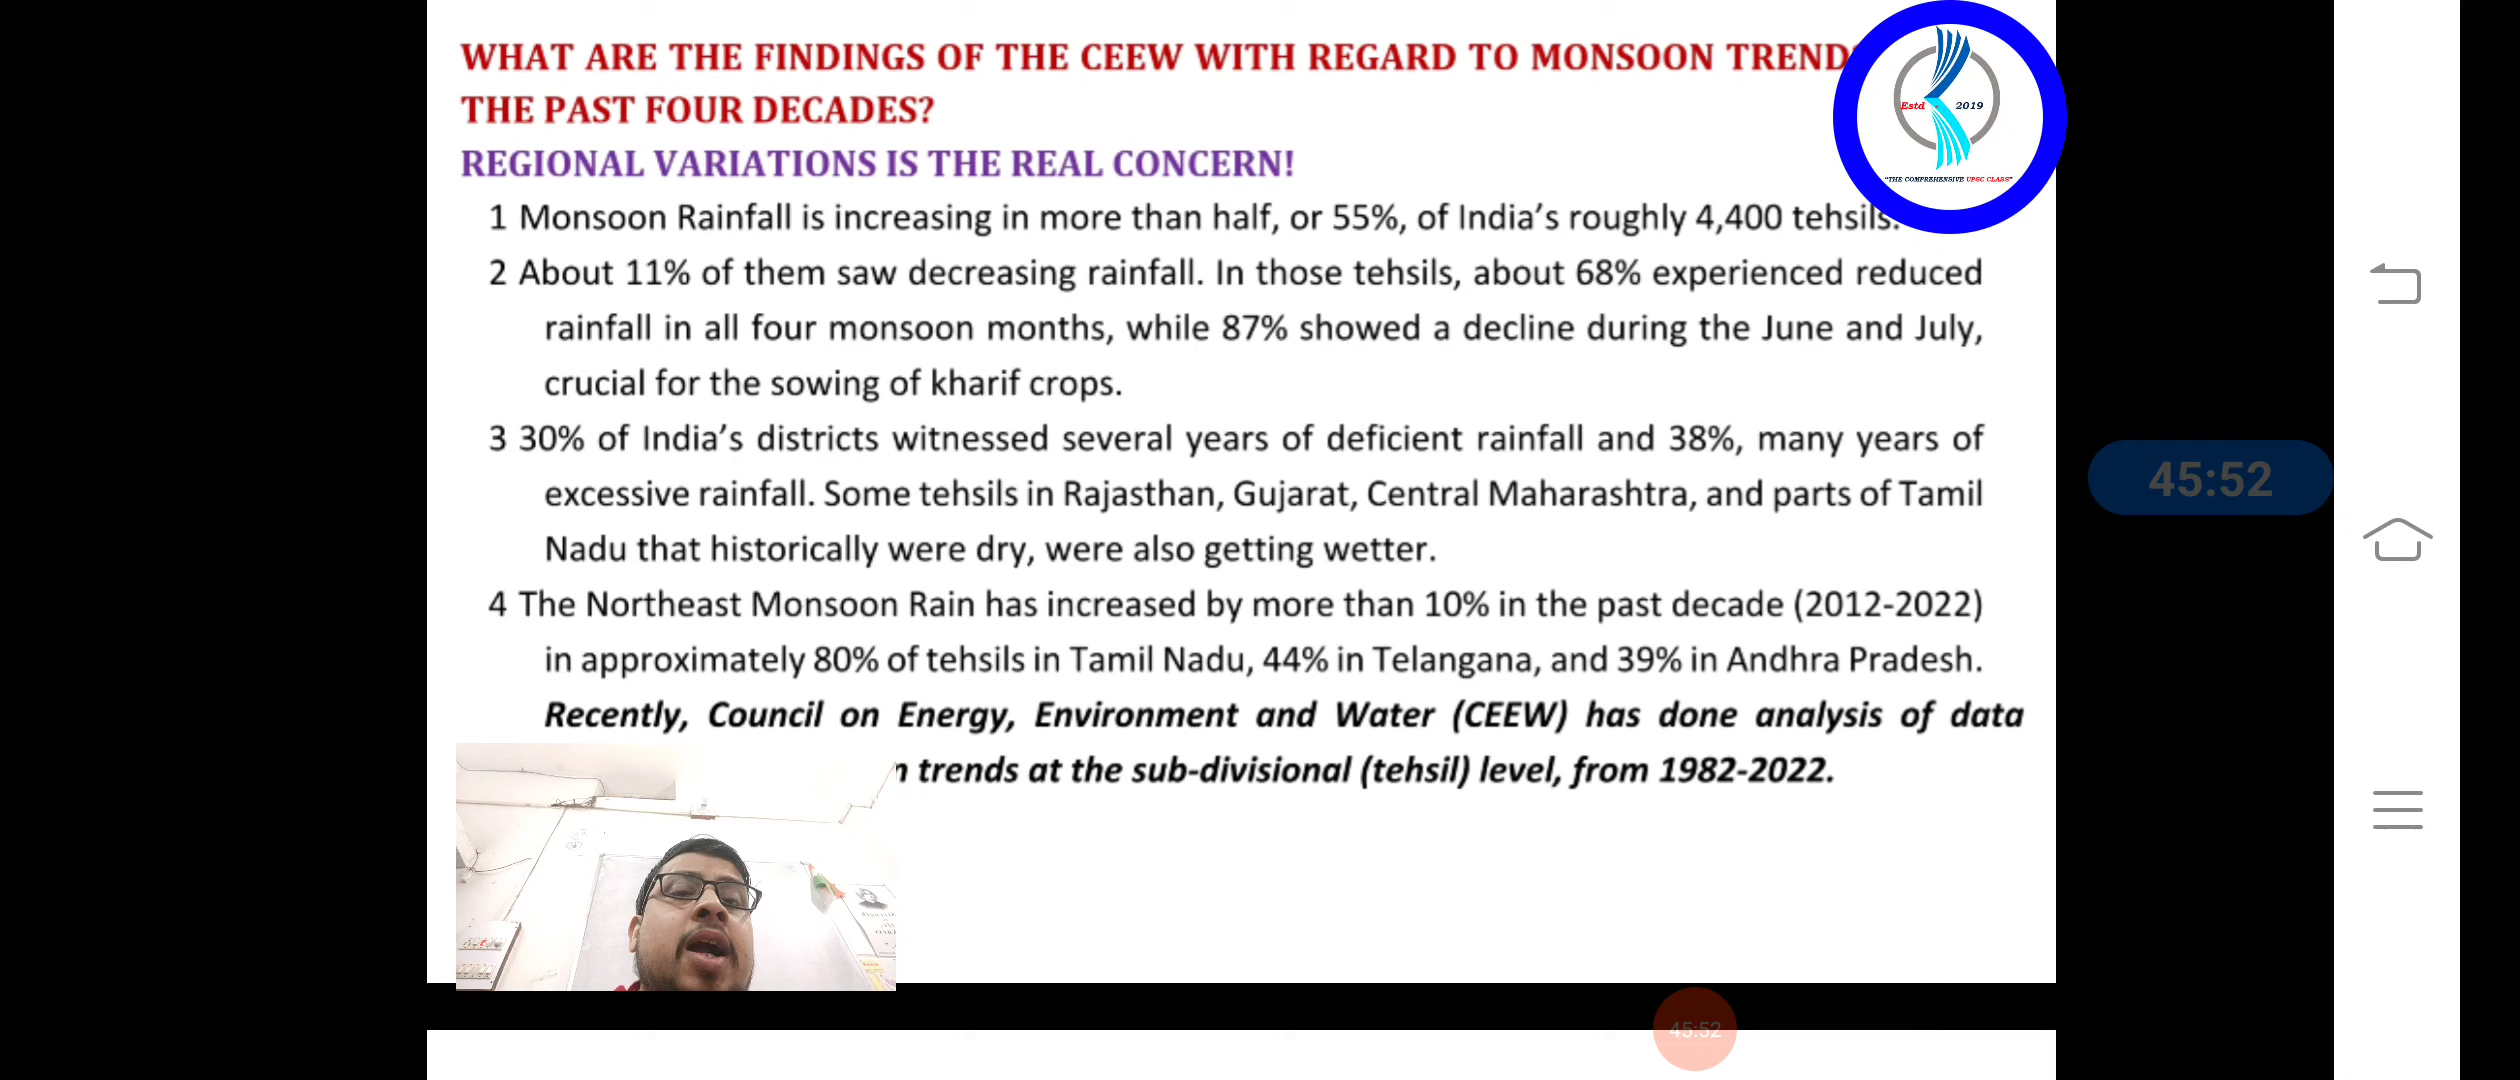 WHAT ARE THE FINDINGS OF THE CEEW WITH REGARD TO MONSOON
THE PAST FOUR DECADES?
REGIONAL VARIATIONS IS THE REAL CONCERN!
Estd 2019
"THE COMPREHENSIVE UPSC CLASS"
1 Monsoon Rainfall is increasing in more than half, or 55%, of India's roughly 4,400 tehsils.
2 About 11% of them saw decreasing rainfall. In those tehsils, about 68% experienced reduced
rainfall in all four monsoon months, while 87% showed a decline during the June and July,
crucial for the sowing of kharif crops.
3 30% of India's districts witnessed several years of deficient rainfall and 38%, many years of
excessive rainfall. Some tehsils in Rajasthan, Gujarat, Central Maharashtra, and parts of Tamil
Nadu that historically were dry, were also getting wetter.
4 The Northeast Monsoon Rain has increased by more than 10% in the past decade (2012-2022)
in approximately 80% of tehsils in Tamil Nadu, 44% in Telangana, and 39% in Andhra Pradesh.
Recently, Council on Energy, Environment and Water (CEEW) has done analysis of data
trends at the sub-divisional (tehsil) level, from 1982-2022.
45:52
45:52